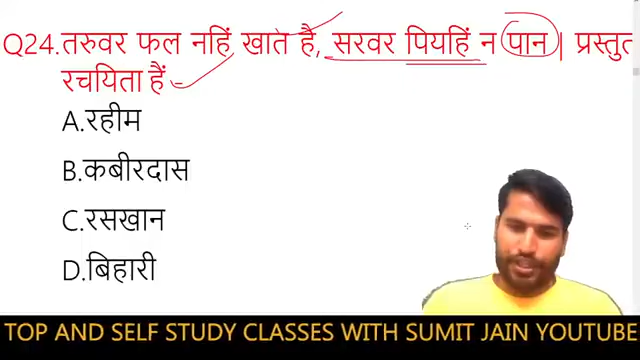 Q24.तरुवर फल नहिं खाते है, सरवर पियहिं न पान| प्रस्तुत
रचयिता हैं
A.रहीम
B.कबीरदास
C.रसखान
D.बिहारी
TOP AND SELF STUDY CLASSES WITH SUMIT JAIN YOUTUBE